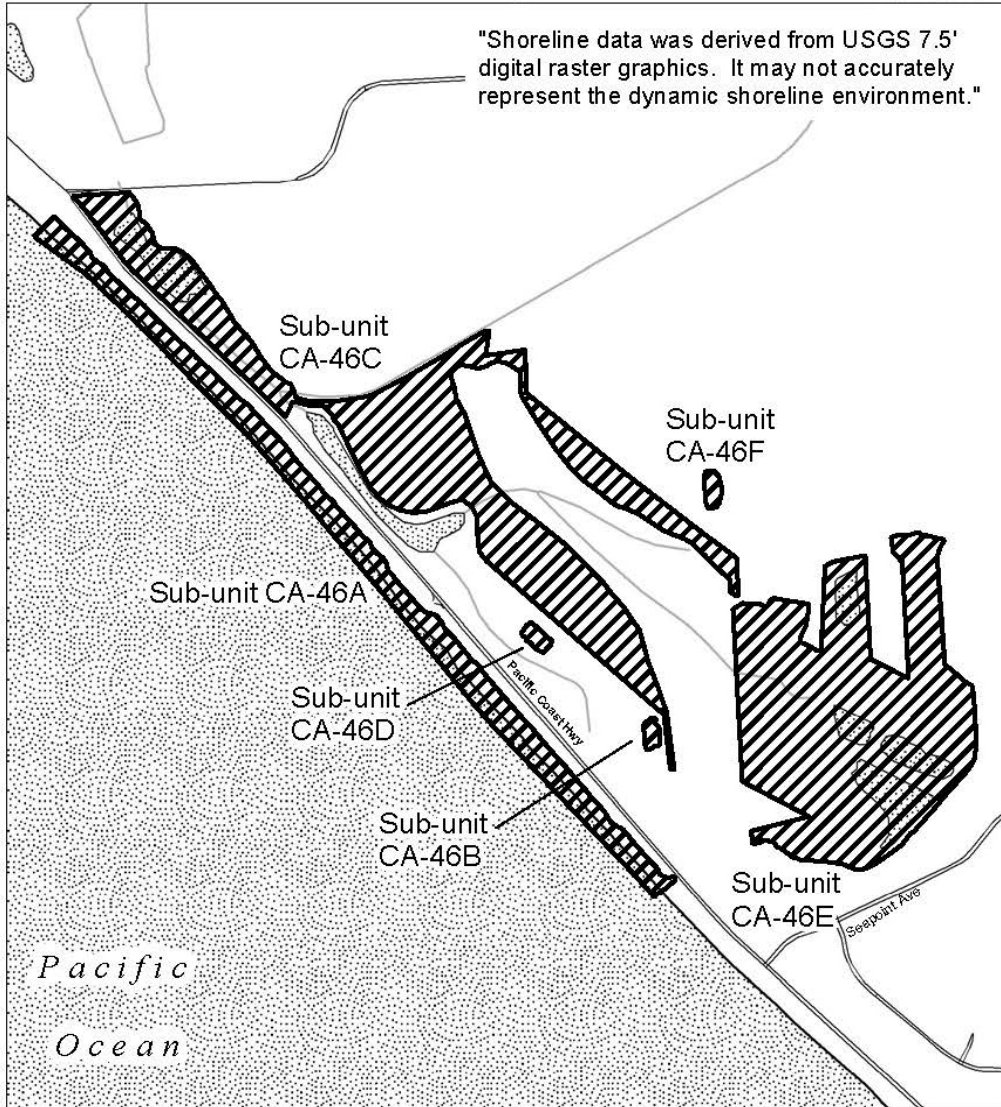 "Shoreline data was derived from USGS 7.5'
digital raster graphics. It may not accurately
represent the dynamic shoreline environment."
Sub-unit
CA-46C
Sub-unit
CA-46F
Sub-unit CA-46A
Sub-unit
CA-46D
Pacific Coast Hwy
Sub-unit
CA-46B
Sub-unit
CA-46E
Seapoint Ave
Pacific
Ocean